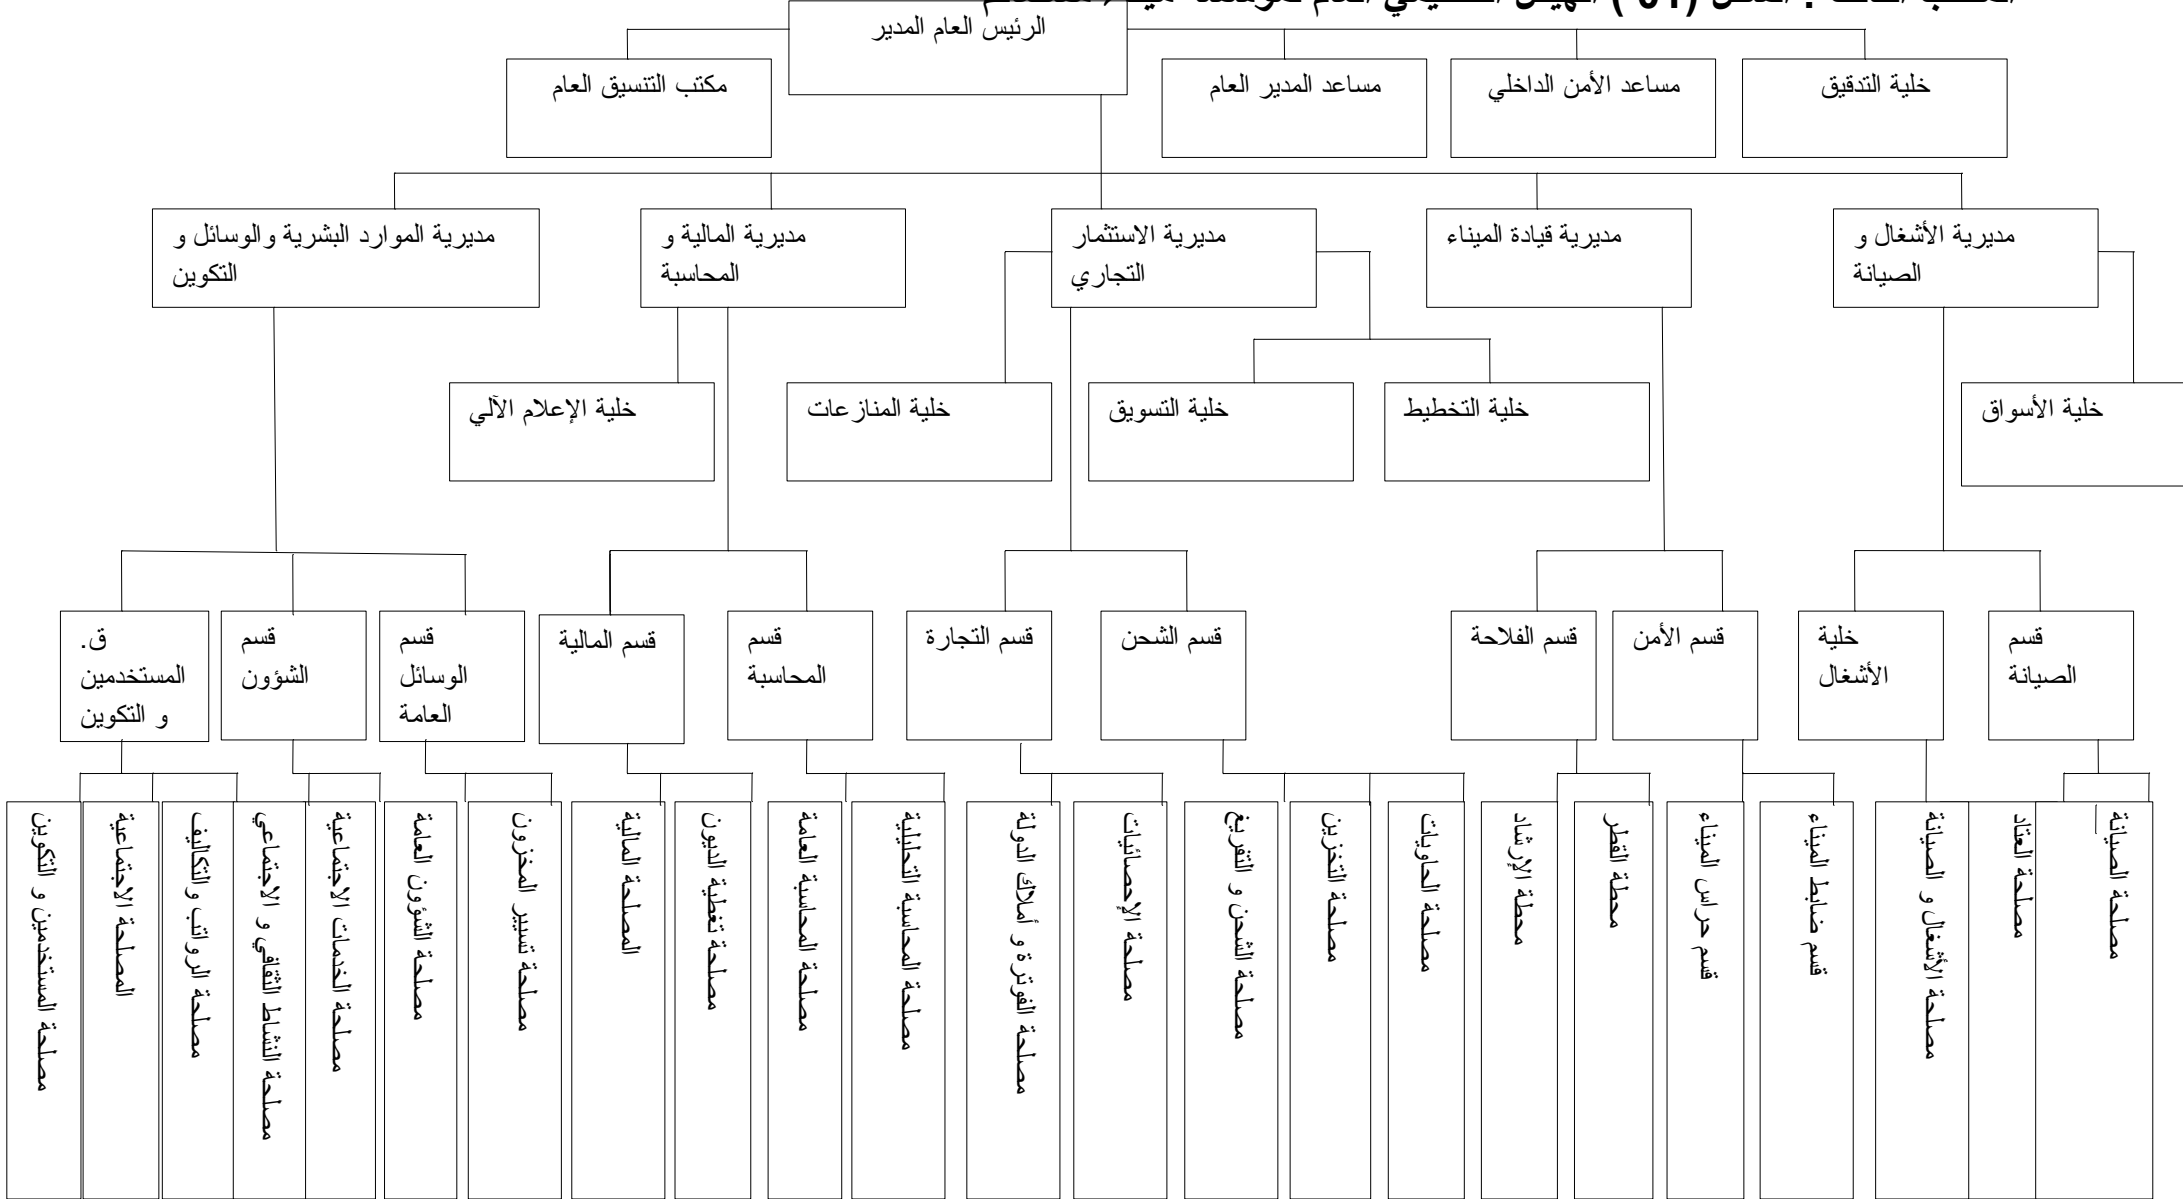 (01)
الرئيس العام المدير
خلية التدقيق
مساعد الأمن الداخلي
مساعد المدير العام
مكتب التنسيق العام
مديرية الأشغال و
الصيانة
مديرية قيادة الميناء
مديرية الاستثمار
التجاري
مديرية المالية و
المحاسبة
مديرية الموارد البشرية والوسائل و
التكوين
خلية الأسواق
خلية التخطيط
خلية التسويق
خلية المنازعات
خلية الإعلام الآلي
قسم
الصيانة
خلية
الأشغال
قسم الأمن
قسم الفلاحة
قسم الشحن
قسم التجارة
قسم
المحاسبة
قسم المالية
قسم
الوسائل
العامة
قسم
الشؤون
ق.
المستخدمين
و التكوين
مصلحة الصيانة
مصلحة العتاد
مصلحة الأشغال و الصيانة
قسم ضابط الميناء
قسم حراس الميناء
محطة القطر
محطة الإرشاد
مصلحة الحاويات
مصلحة التخزين
مصلحة الشحن و التفريغ
مصلحة الإحصائيات
مصلحة الفوترة و أملاك الدولة
مصلحة المحاسبة التحليلية
مصلحة المحاسبة العامة
مصلحة تغطية الديون
المصلحة المالية
مصلحة تسيير المخزون
مصلحة الشؤون العامة
مصلحة الخدمات الاجتماعية
مصلحة النشاط الثقافي و الاجتماعي
مصلحة الرواتب والتكاليف
المصلحة الاجتماعية
مصلحة المستخدمين و التكوين